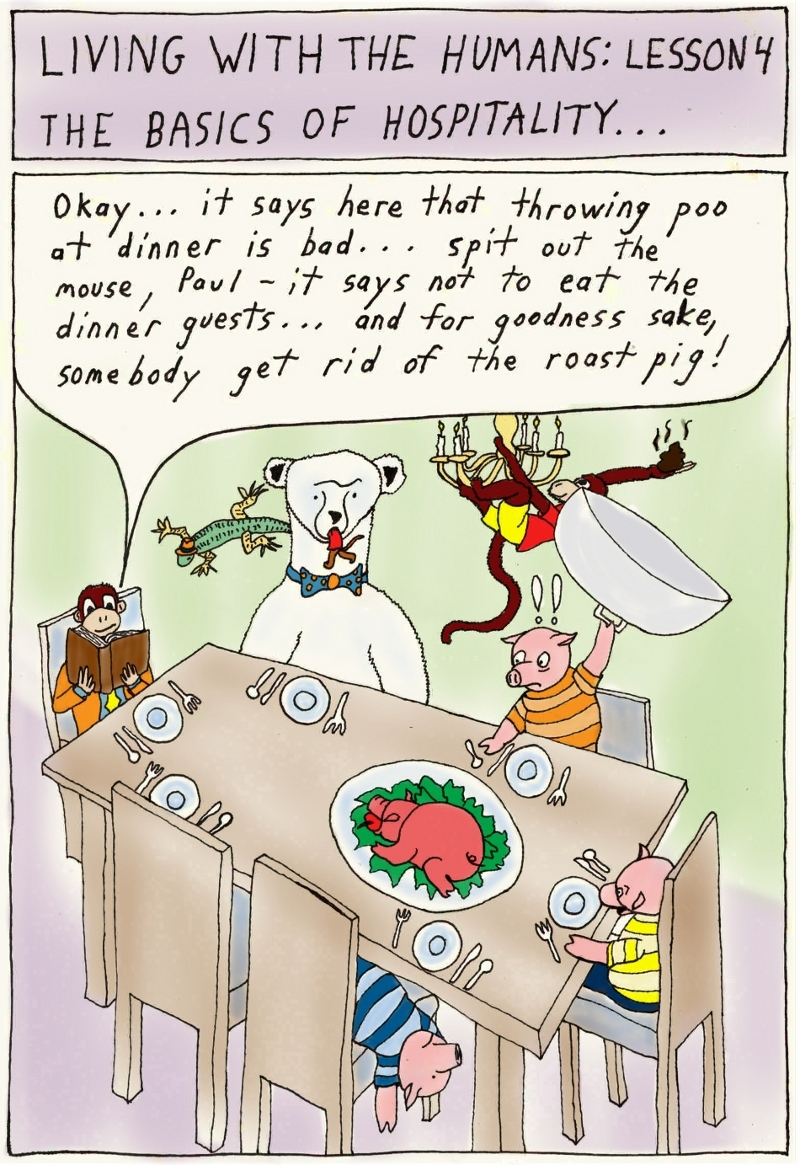 LIVING WITH THE HUMANS: LESSON 4
THE BASICS OF HOSPITALITY...
Okay... it says here that throwing poo
at dinner is bad... spit out the
mouse, Paul - it says not to eat the
dinner guests... and for goodness sake,
somebody get rid of the roast pig!
!!